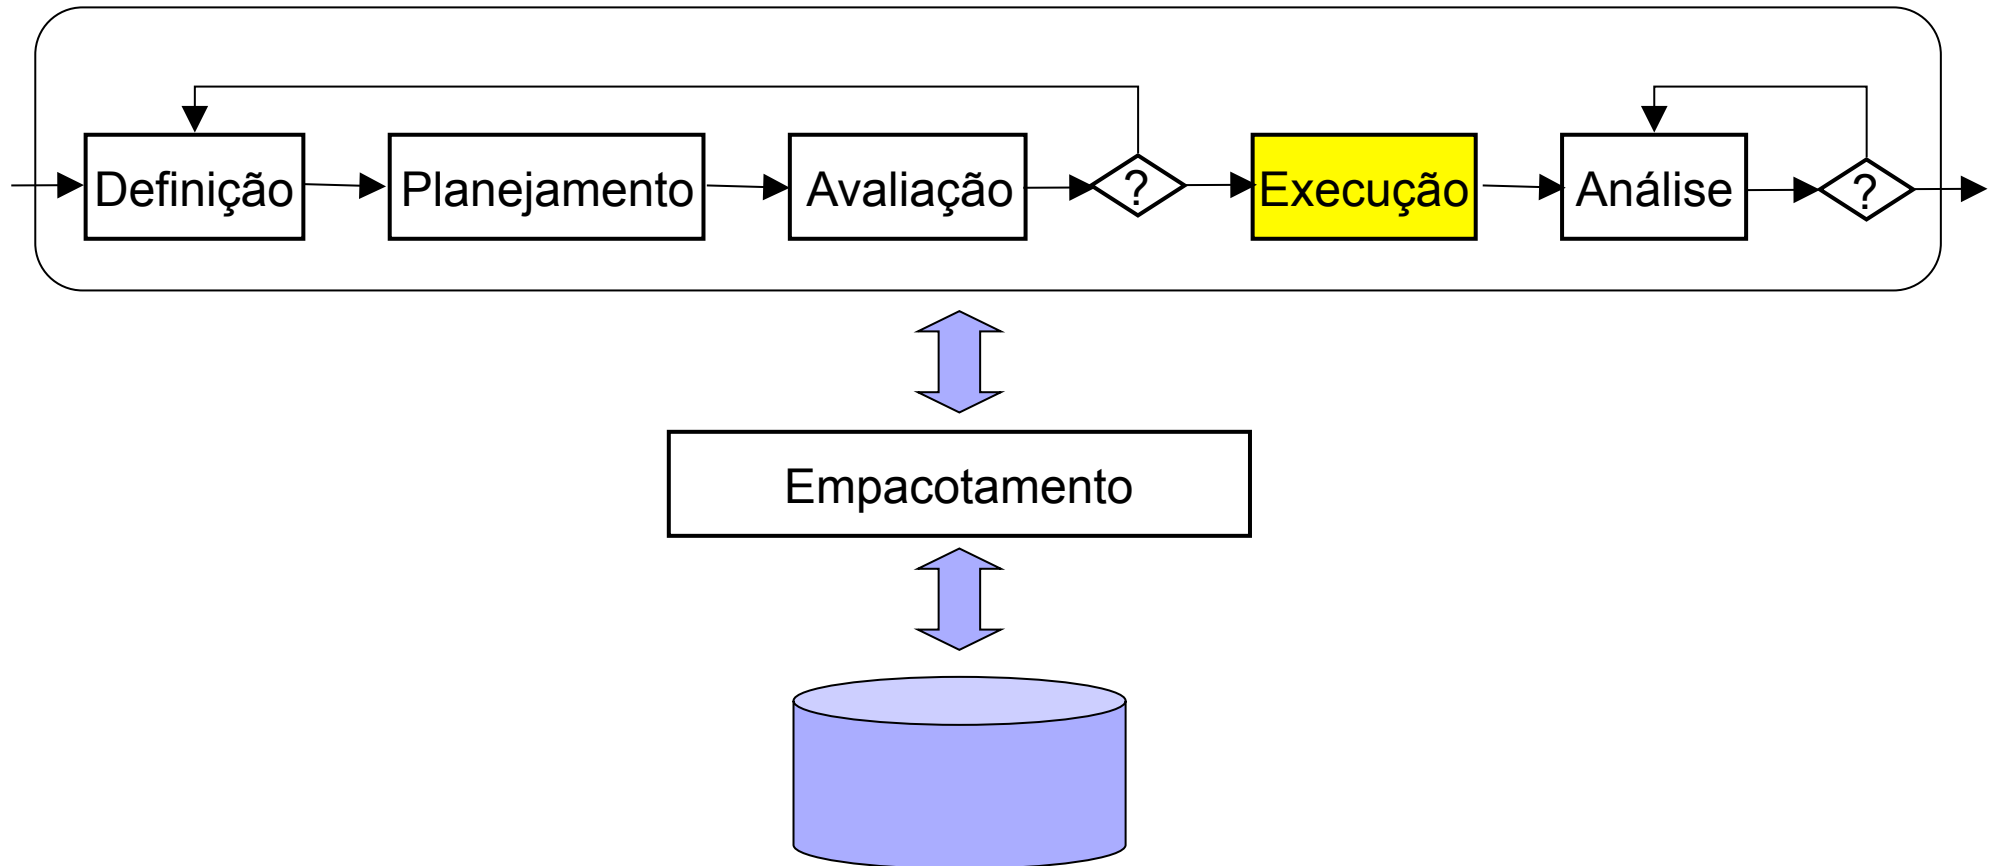 Definição
Planejamento
Avaliação
?
Execução
Análise
?
Empacotamento